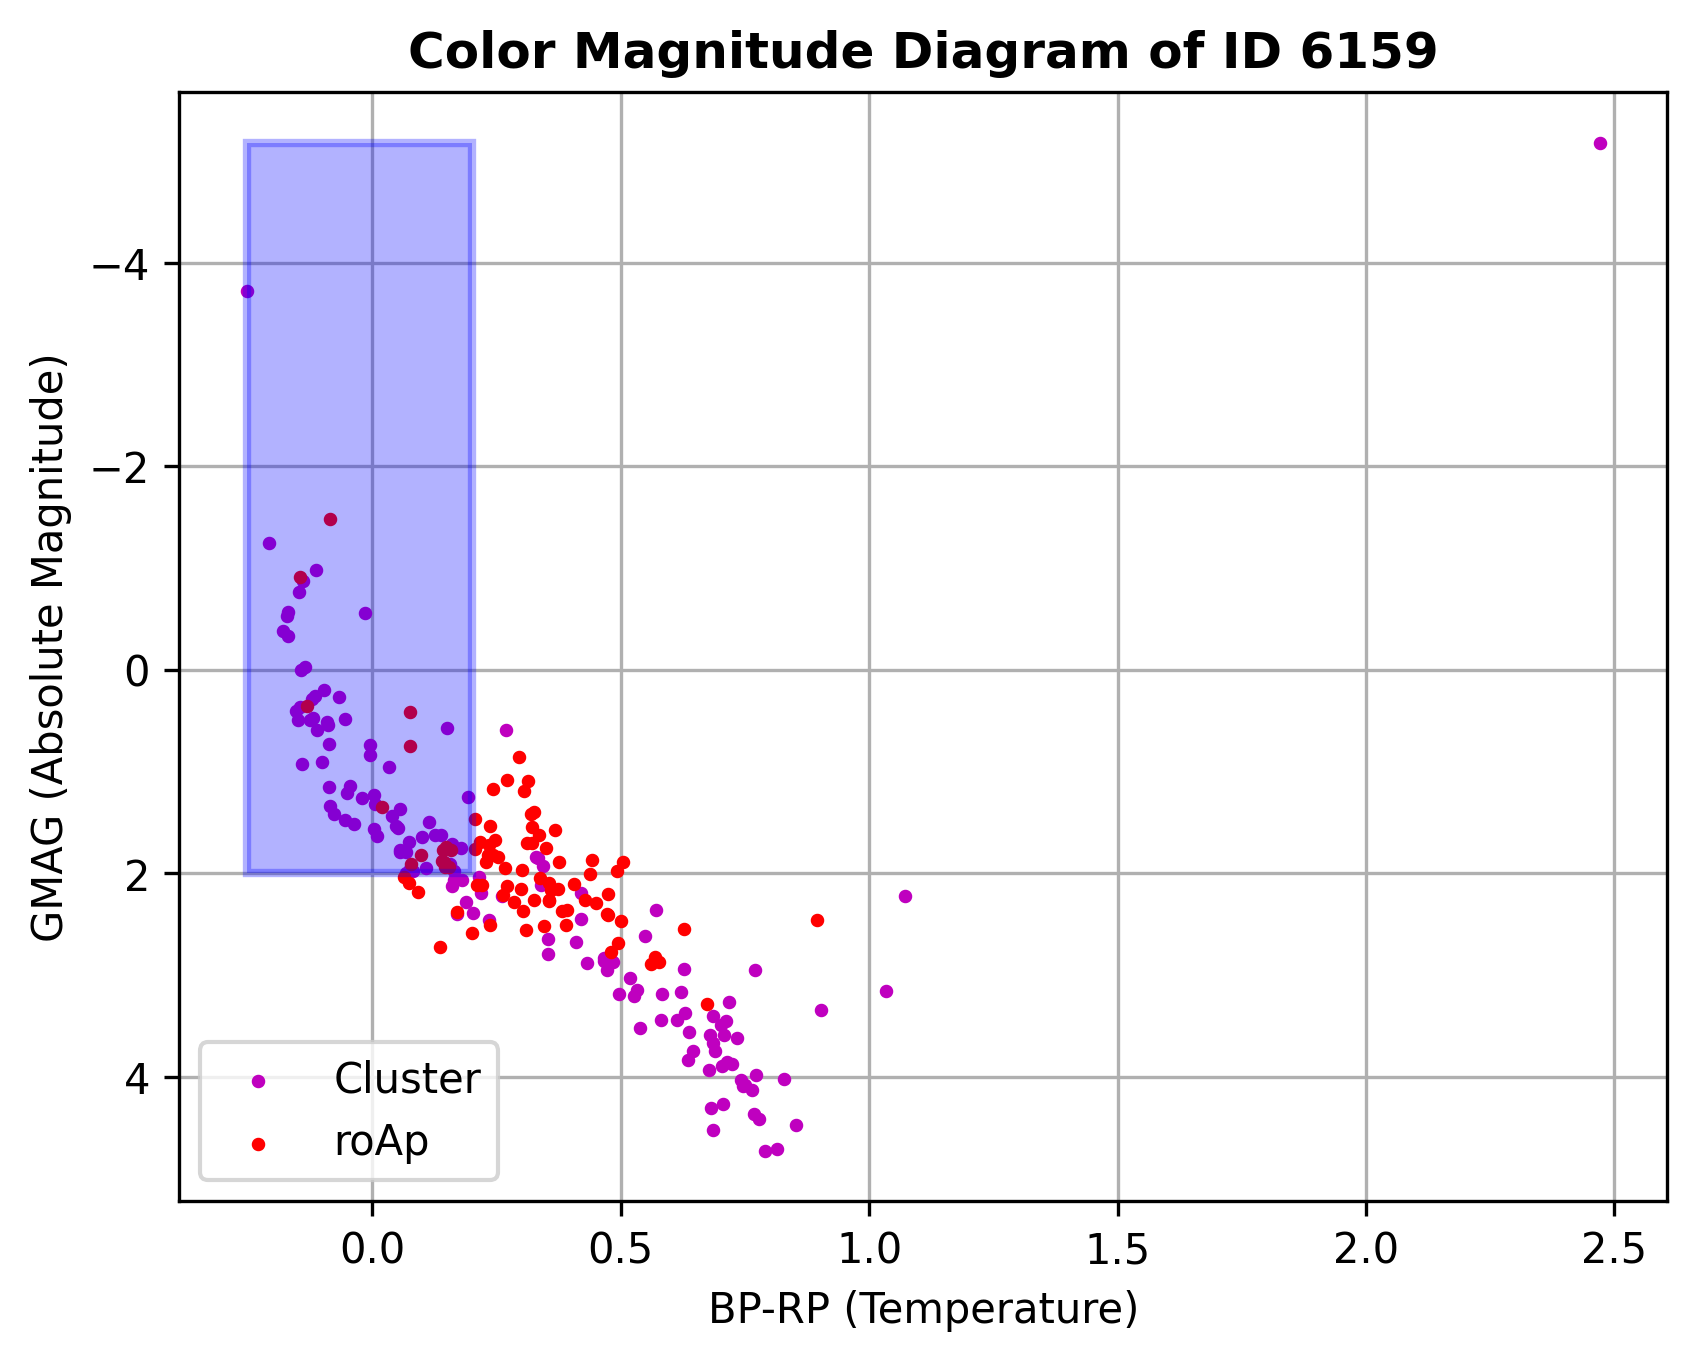 Color Magnitude Diagram of ID 6159
GMAG (Absolute Magnitude)
−4
−2
0
2
4
Cluster
roAp
0.0 0.5 1.0 1.5 2.0 2.5
BP-RP (Temperature)